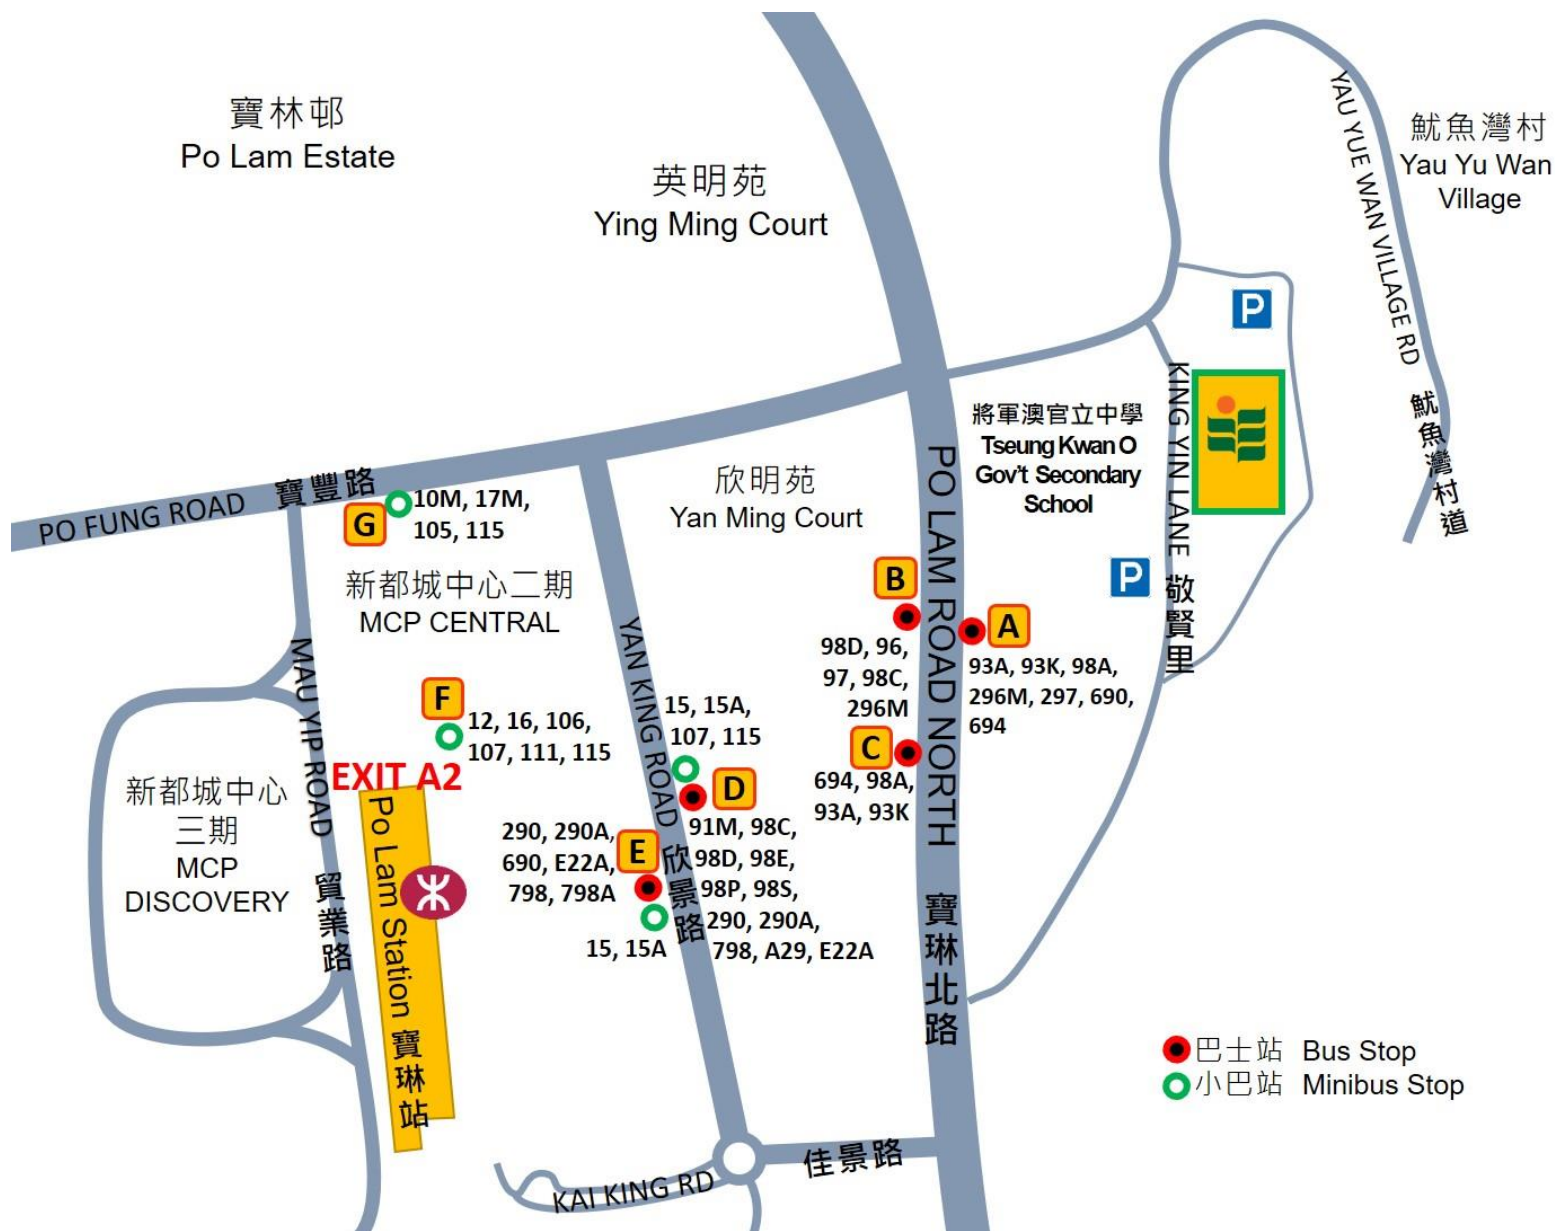 寶林邨
Po Lam Estate
英明苑
Ying Ming Court
魷魚灣村
Yau Yu Wan
Village
YAU YUE WAN VILLAGE RD 魷魚灣村道
P
將軍澳官立中學
Tseung Kwan O
Gov't Secondary
School
KING YIN LANE 敬賢里
P
PO FUNG ROAD 寶豐路
G
10M, 17M,
105, 115
欣明苑
Yan Ming Court
新都城中心二期
MCP CENTRAL
PO LAM ROAD NORTH 寶琳北路
B
98D, 96,
97, 98C,
296M
A
93A, 93K, 98A,
296M, 297, 690,
694
C
694, 98A,
93A, 93K
YAN KING ROAD 欣景路
MAU YIP ROAD 貿業路
F
12, 16, 106,
107, 111, 115
15, 15A,
107, 115
D
91M, 98C,
98D, 98E,
98P, 98S,
290, 290A,
798, A29, E22A
E
290, 290A,
690, E22A,
798, 798A
15, 15A
EXIT A2
Po Lam Station 寶琳站
新都城中心
三期
MCP
DISCOVERY
巴士站 Bus Stop
小巴站 Minibus Stop
KAI KING RD 佳景路